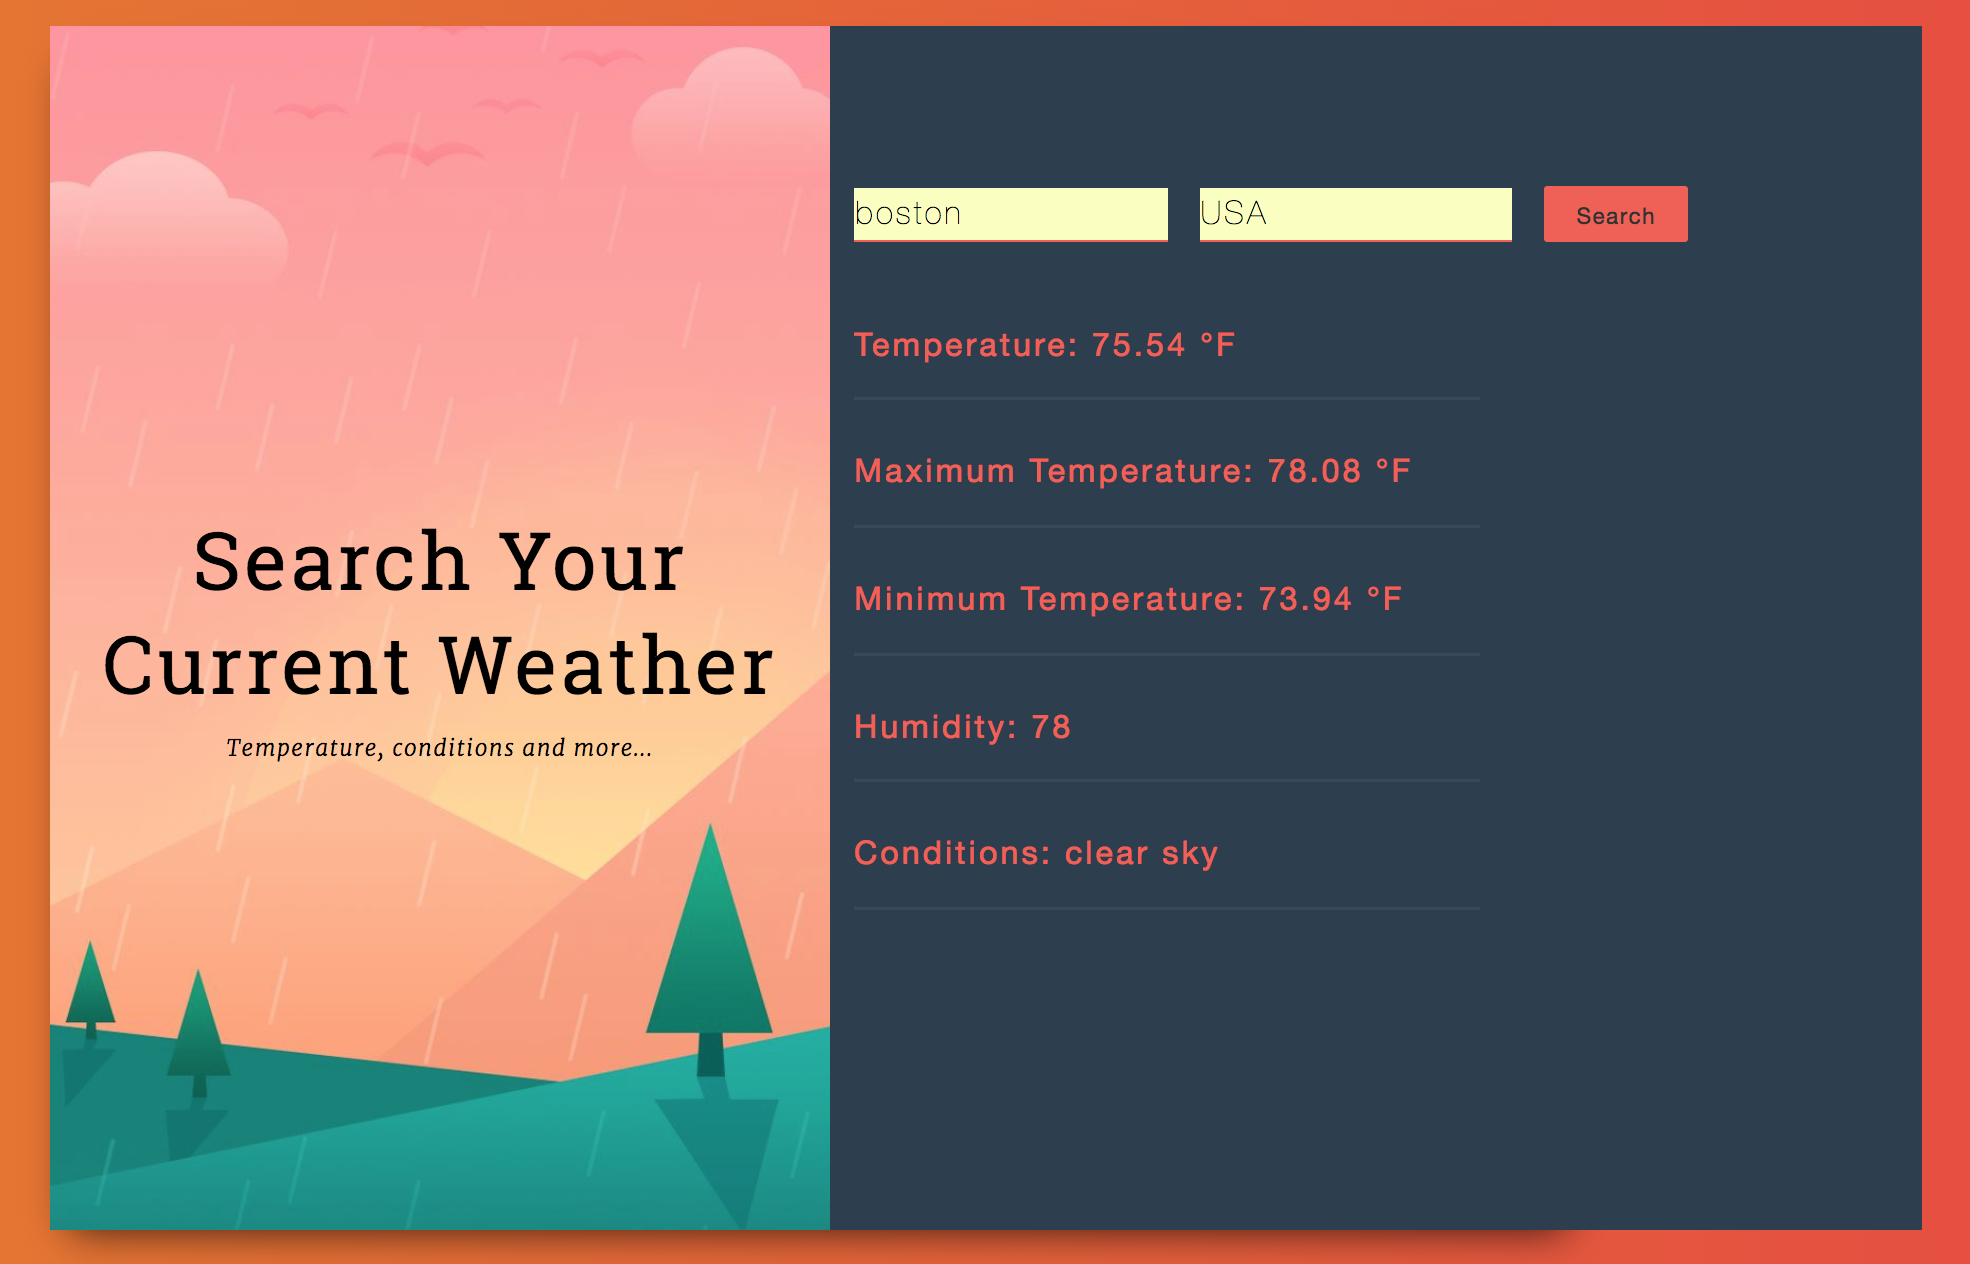 Search Your
Current Weather
Temperature, conditions and more...
boston
USA
Search
Temperature: 75.54 °F
Maximum Temperature: 78.08 °F
Minimum Temperature: 73.94 °F
Humidity: 78
Conditions: clear sky